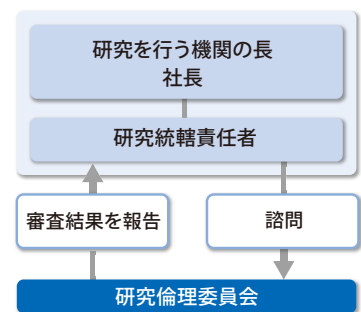 研究を行う機関の長
社長
研究統轄責任者
審査結果を報告
諮問
研究倫理委員会